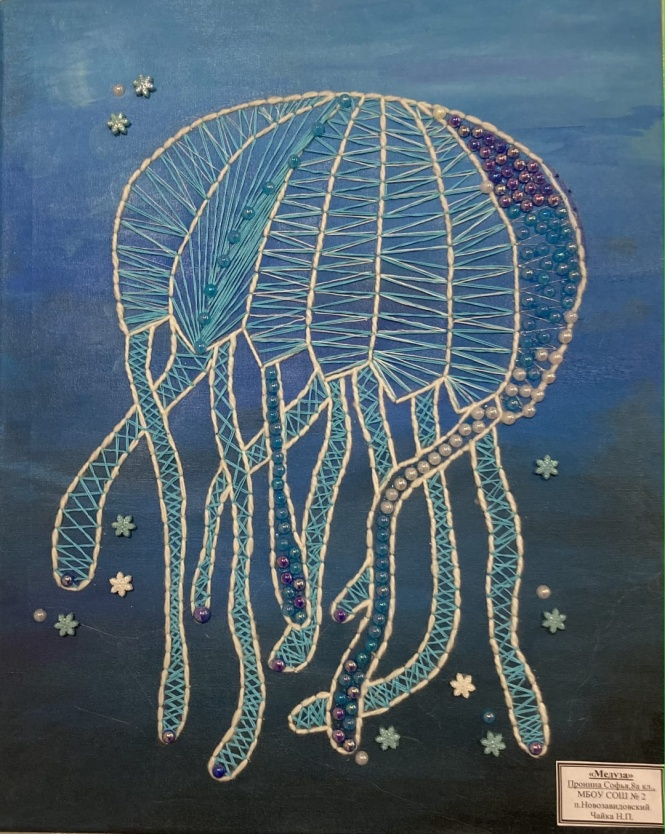 «Медуза»
Пронина Софья,8а кл.,
МБОУ СОШ № 2
п.Новозавидовский.
Чайка Н.П.